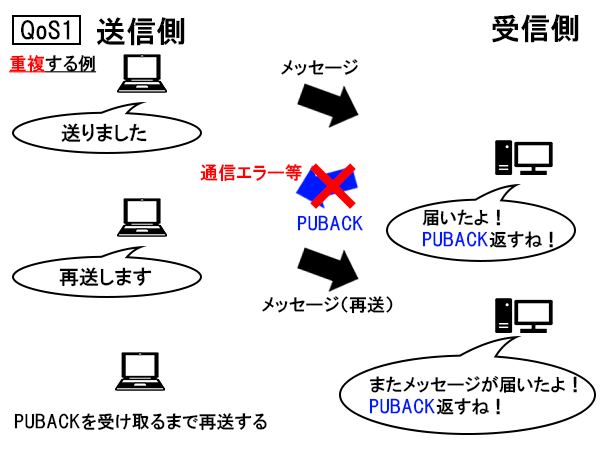 QoS1 送信側
受信側
重複する例
メッセージ
送りました
通信エラー等
PUBACK
届いたよ！
PUBACK返すね！
再送します
メッセージ(再送)
またメッセージが届いたよ！
PUBACK返すね！
PUBACKを受け取るまで再送する